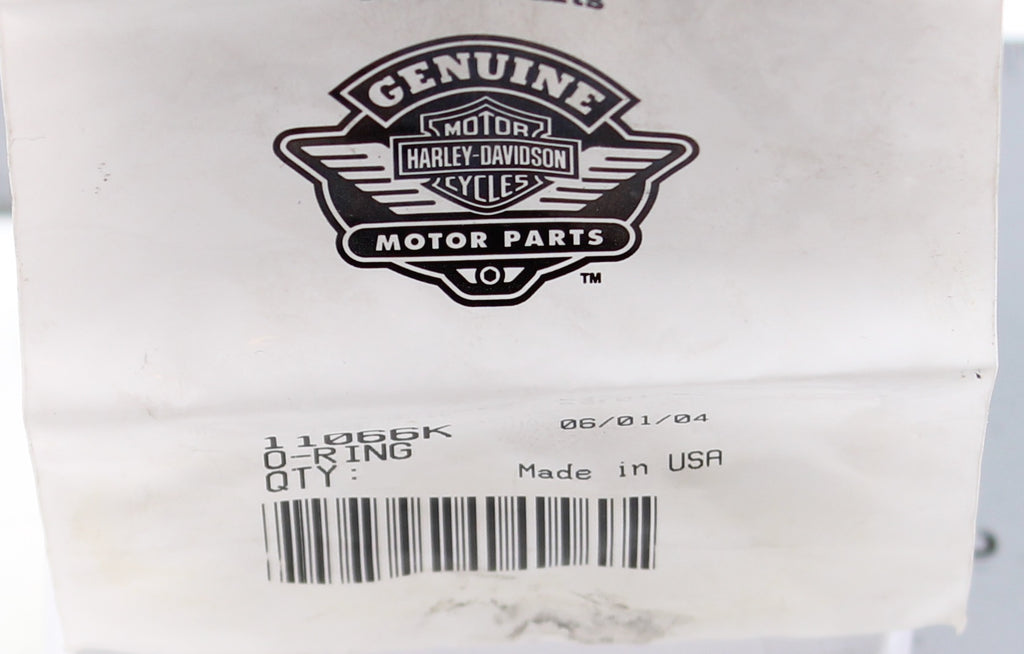 GENUINE
MOTOR
HARLEY-DAVIDSON
CYCLES
MOTOR PARTS
TM
11066K
06/01/04
O-RING
QTY:
Made in USA